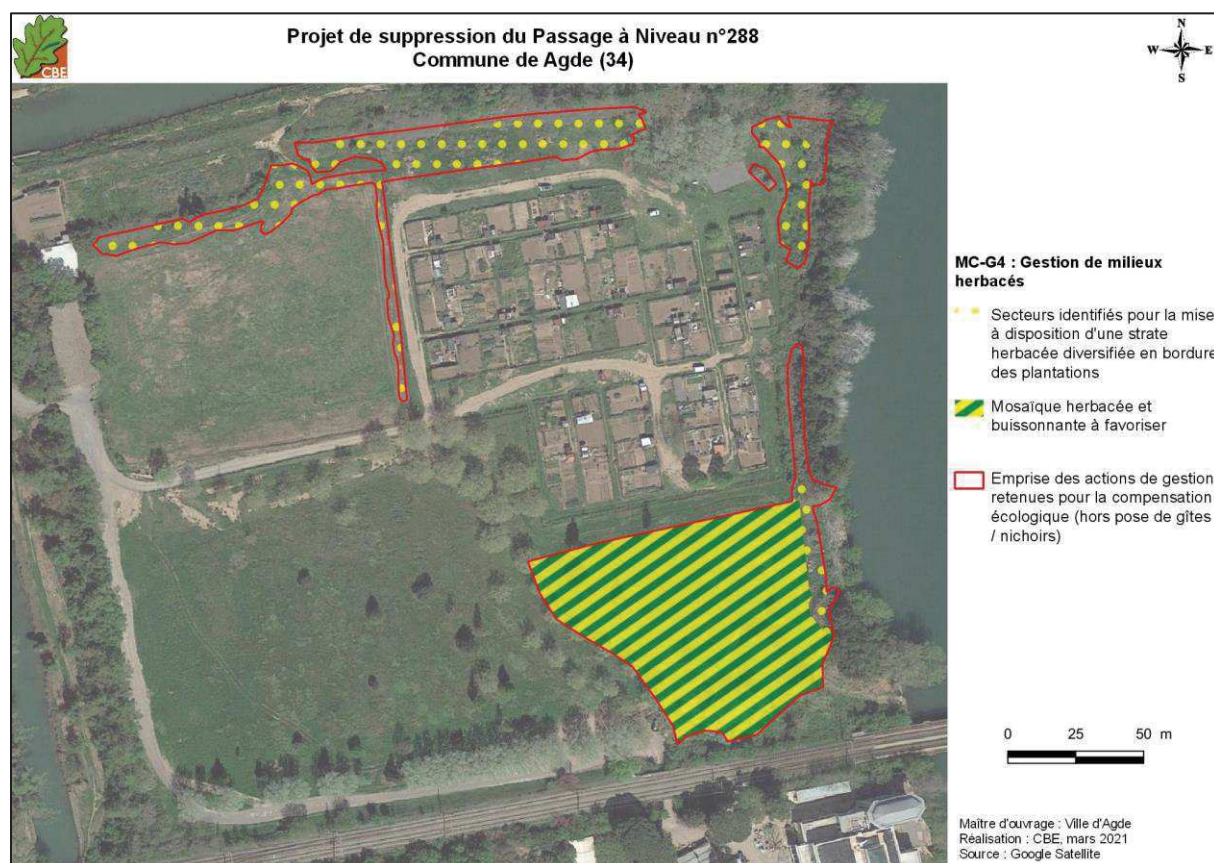 Projet de suppression du Passage à Niveau n°288
Commune de Agde (34)
CBE
N
W E
S
MC-G4 : Gestion de milieux
herbacés
Secteurs identifiés pour la mise
à disposition d'une strate
herbacée diversifiée en bordure
des plantations
Mosaïque herbacée et
buissonnante à favoriser
Emprise des actions de gestion
retenues pour la compensation
écologique (hors pose de gîtes
/ nichoirs)
0 25 50 m
Maître d'ouvrage : Ville d'Agde
Réalisation : CBE, mars 2021
Source : Google Satellite